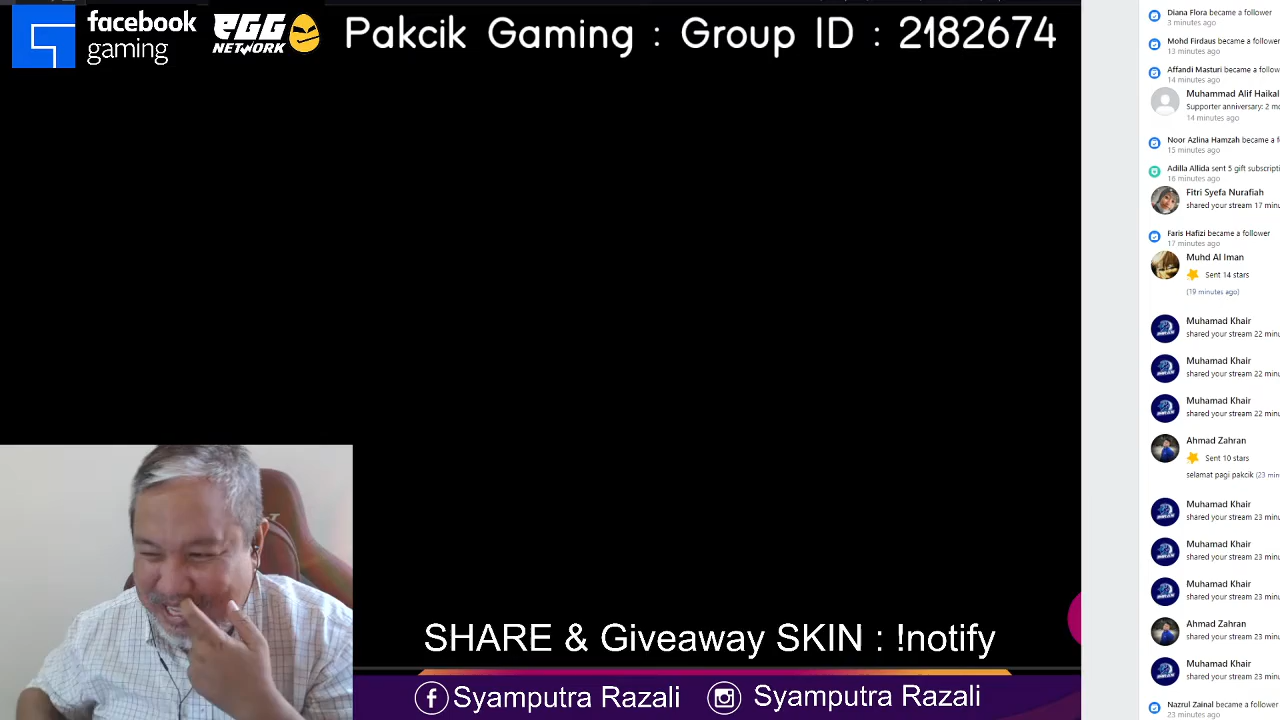 facebook
gaming
EGG
NETWORK
Pakcik Gaming : Group ID : 2182674
SHARE & Giveaway SKIN : !notify
Syamputra Razali
Syamputra Razali
Diana Flora became a follower
3 minutes ago
Mohd Firdaus became a follower
13 minutes ago
Affandi Masturi became a follow
14 minutes ago
Muhammad Alif Haikal
Supporter anniversary: 2 mo
14 minutes ago
Noor Azlina Hamzah became a f
15 minutes ago
Adilla Allida sent 5 gift subscripti
16 minutes ago
Fitri Syefa Nurafiah
shared your stream 17 minu
Faris Hafizi became a follower
17 minutes ago
Muhd Al Iman
Sent 14 stars
(19 minutes ago)
Muhamad Khair
shared your stream 22 minu
Muhamad Khair
shared your stream 22 minu
Muhamad Khair
shared your stream 22 minu
Ahmad Zahran
Sent 10 stars
selamat pagi pakcik (23 min
Muhamad Khair
shared your stream 23 minu
Muhamad Khair
shared your stream 23 minu
Muhamad Khair
shared your stream 23 minu
Ahmad Zahran
shared your stream 23 minu
Muhamad Khair
shared your stream 23 minu
Nazrul Zainal became a follower
23 minutes ago